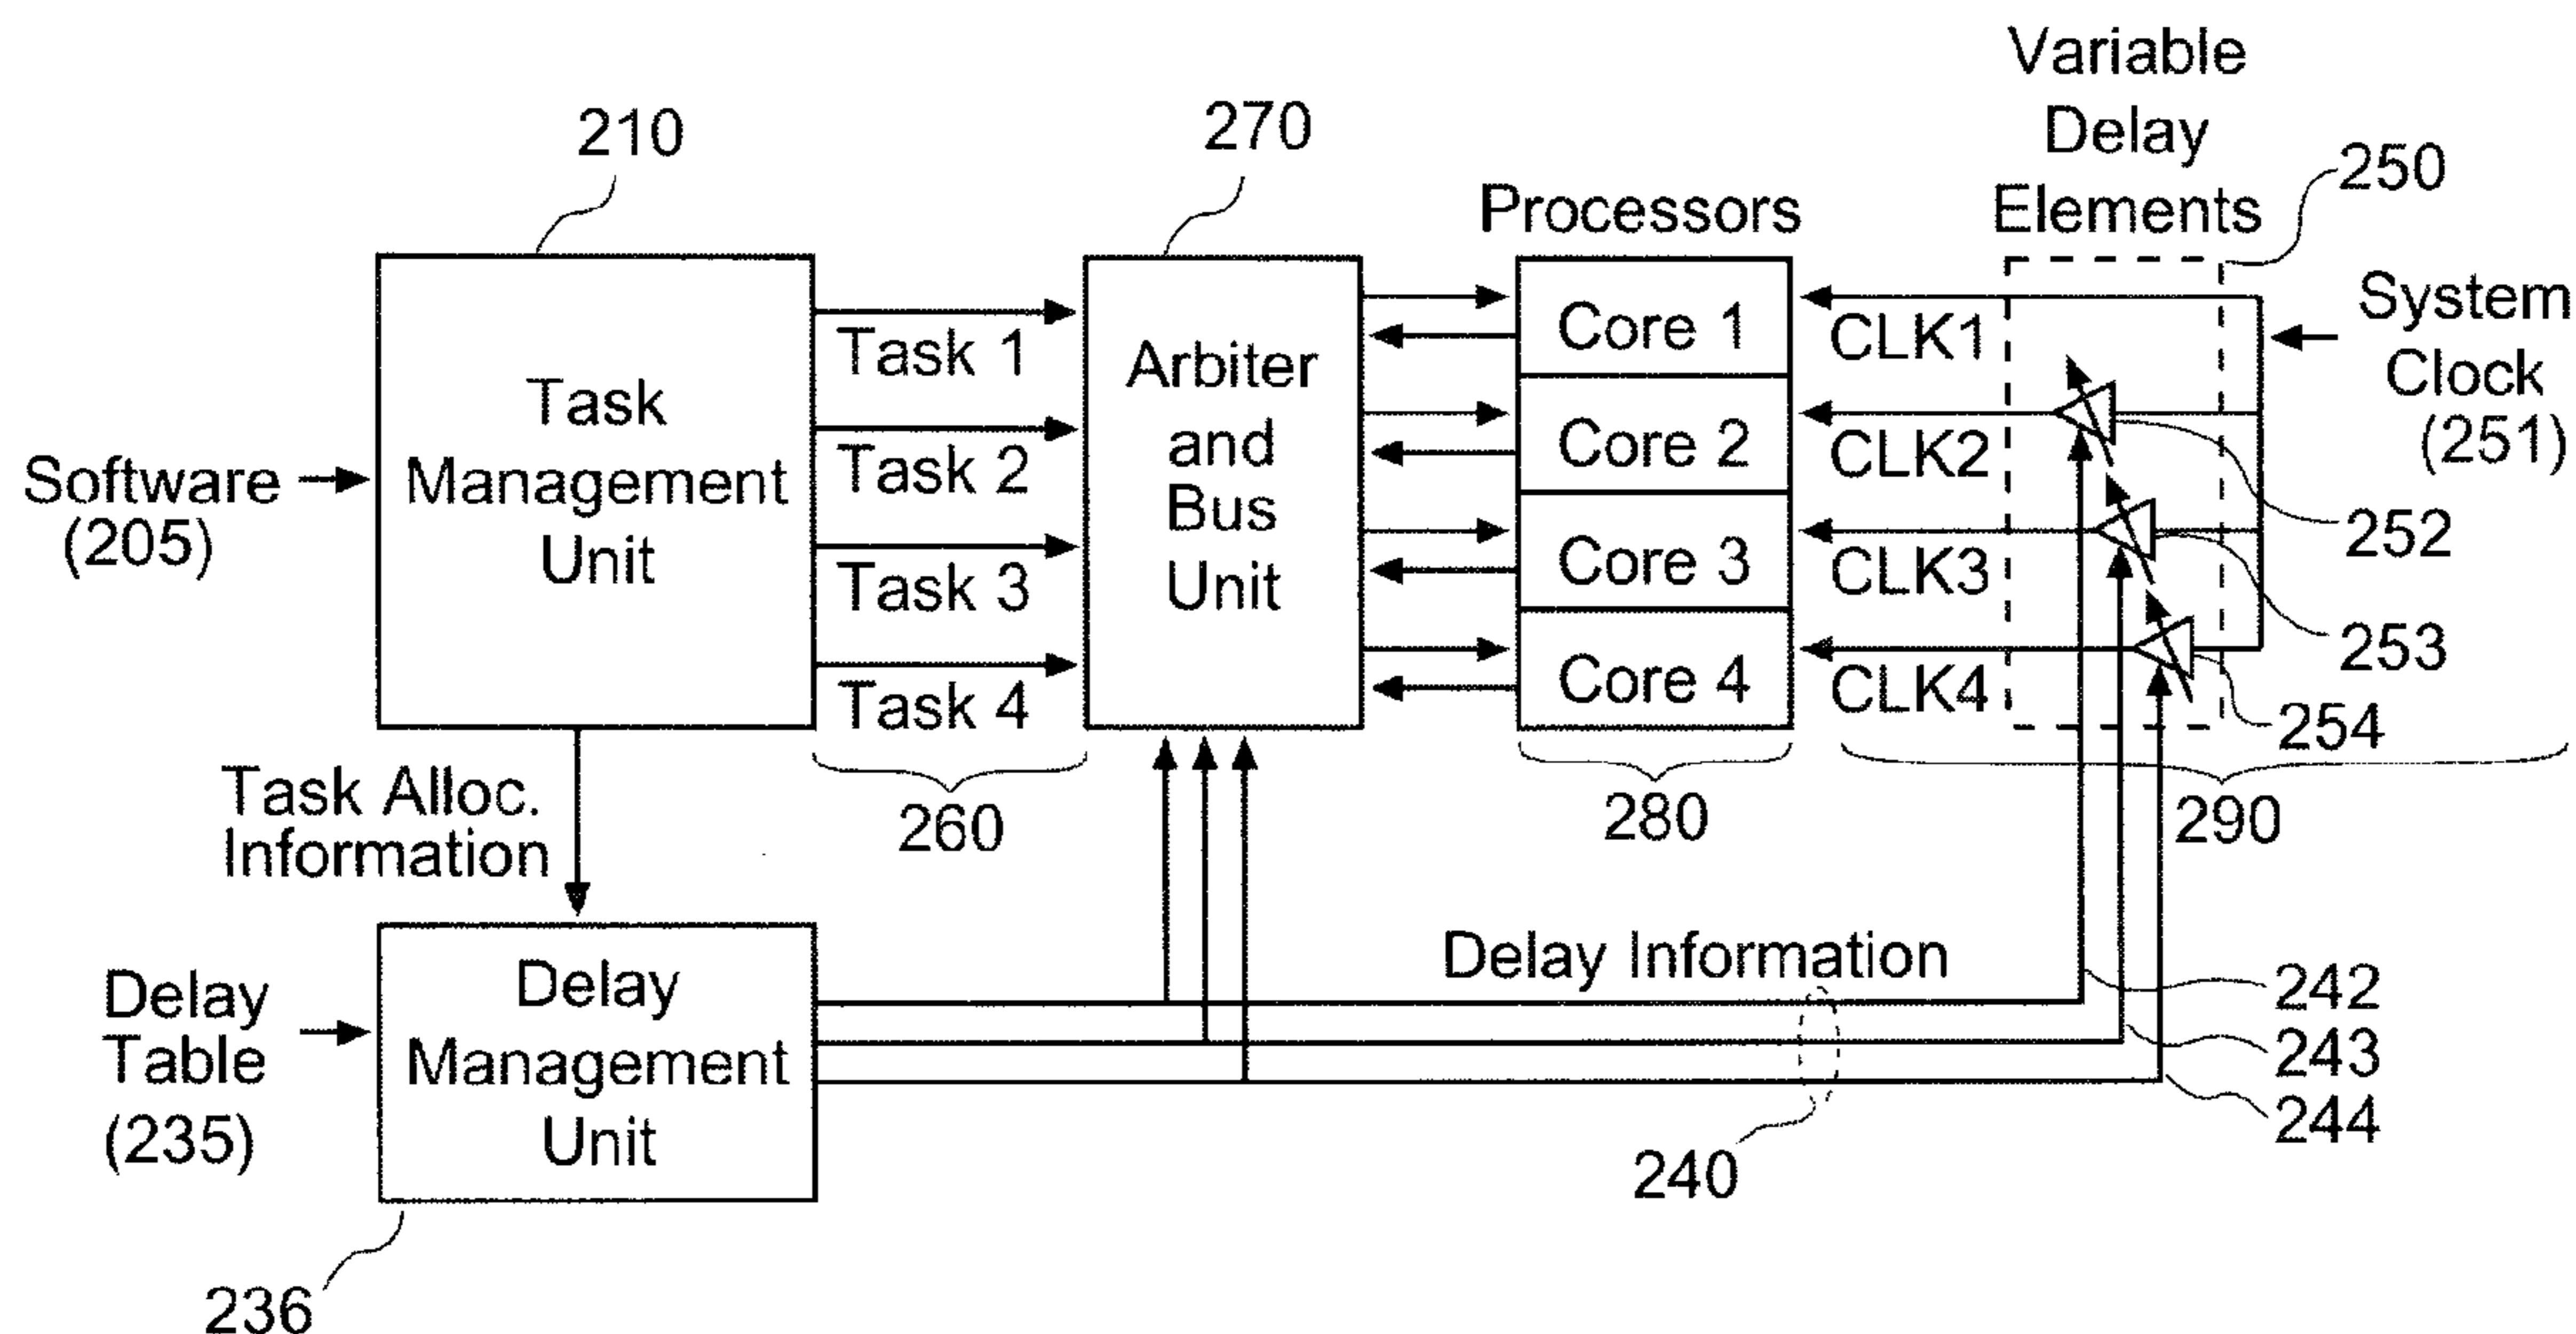 Variable
Delay
Elements
210
270
250
Processors
System
Clock
(251)
Software
(205)
Task
Management
Unit
Task 1
Task 2
Task 3
Task 4
Arbiter
and
Bus
Unit
Core 1
Core 2
Core 3
Core 4
CLK1
CLK2
CLK3
CLK4
252
253
254
260
280
290
Task Alloc.
Information
Delay
Table
(235)
Delay
Management
Unit
Delay Information
242
243
244
240
236